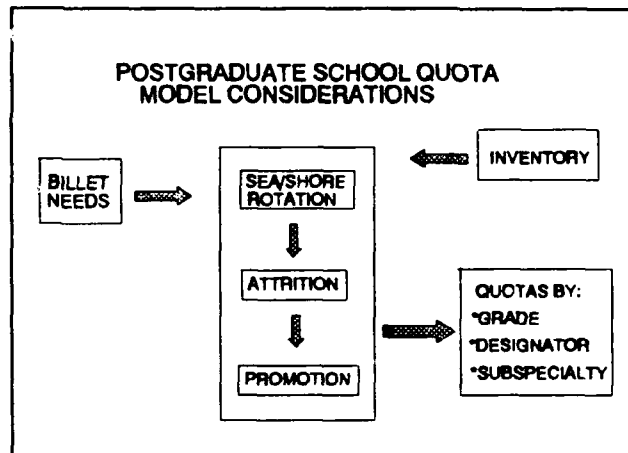 POSTGRADUATE SCHOOL QUOTA
MODEL CONSIDERATIONS
BILLET
NEEDS
SEA/SHORE
ROTATION
ATTRITION
PROMOTION
INVENTORY
QUOTAS BY:
*GRADE
*DESIGNATOR
*SUBSPECIALTY